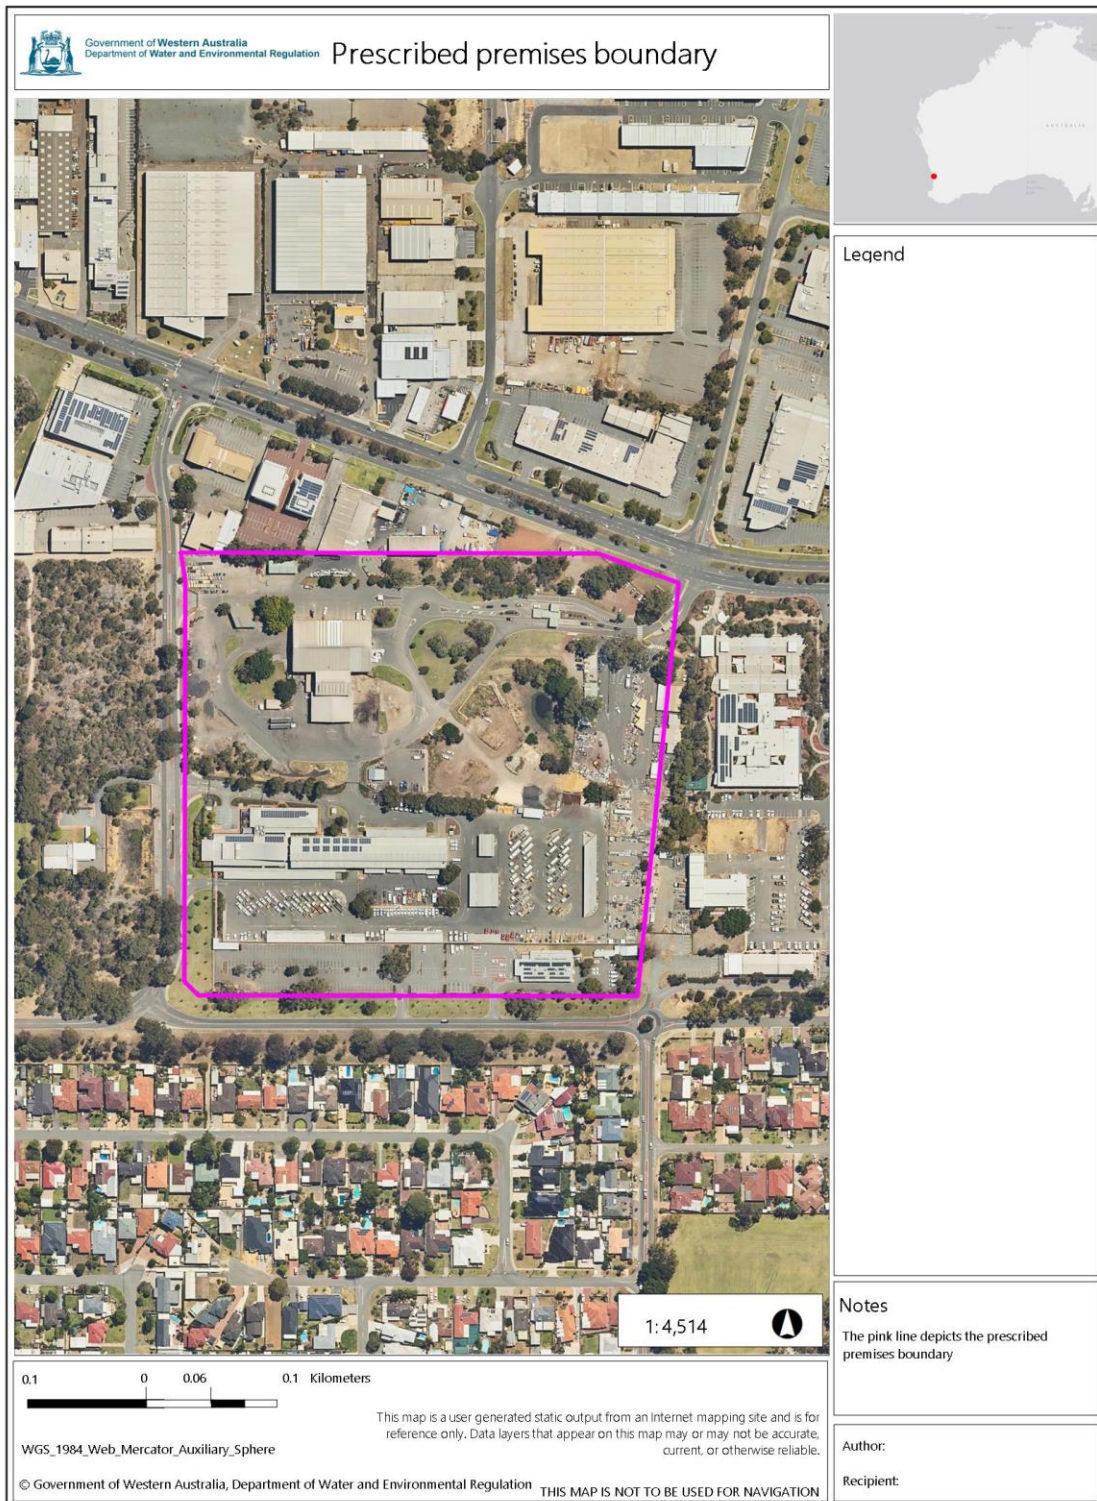 Government of Western Australia
Department of Water and Environmental Regulation
Prescribed premises boundary
AUSTRALIA
Legend
1: 4,514
Notes
The pink line depicts the prescribed
premises boundary
0.1 0 0.06 0.1 Kilometers
This map is a user generated static output from an Internet mapping site and is for
reference only. Data layers that appear on this map may or may not be accurate,
current, or otherwise reliable.
WGS_1984_Web_Mercator_Auxiliary_Sphere
© Government of Western Australia, Department of Water and Environmental Regulation
THIS MAP IS NOT TO BE USED FOR NAVIGATION
Author:
Recipient: